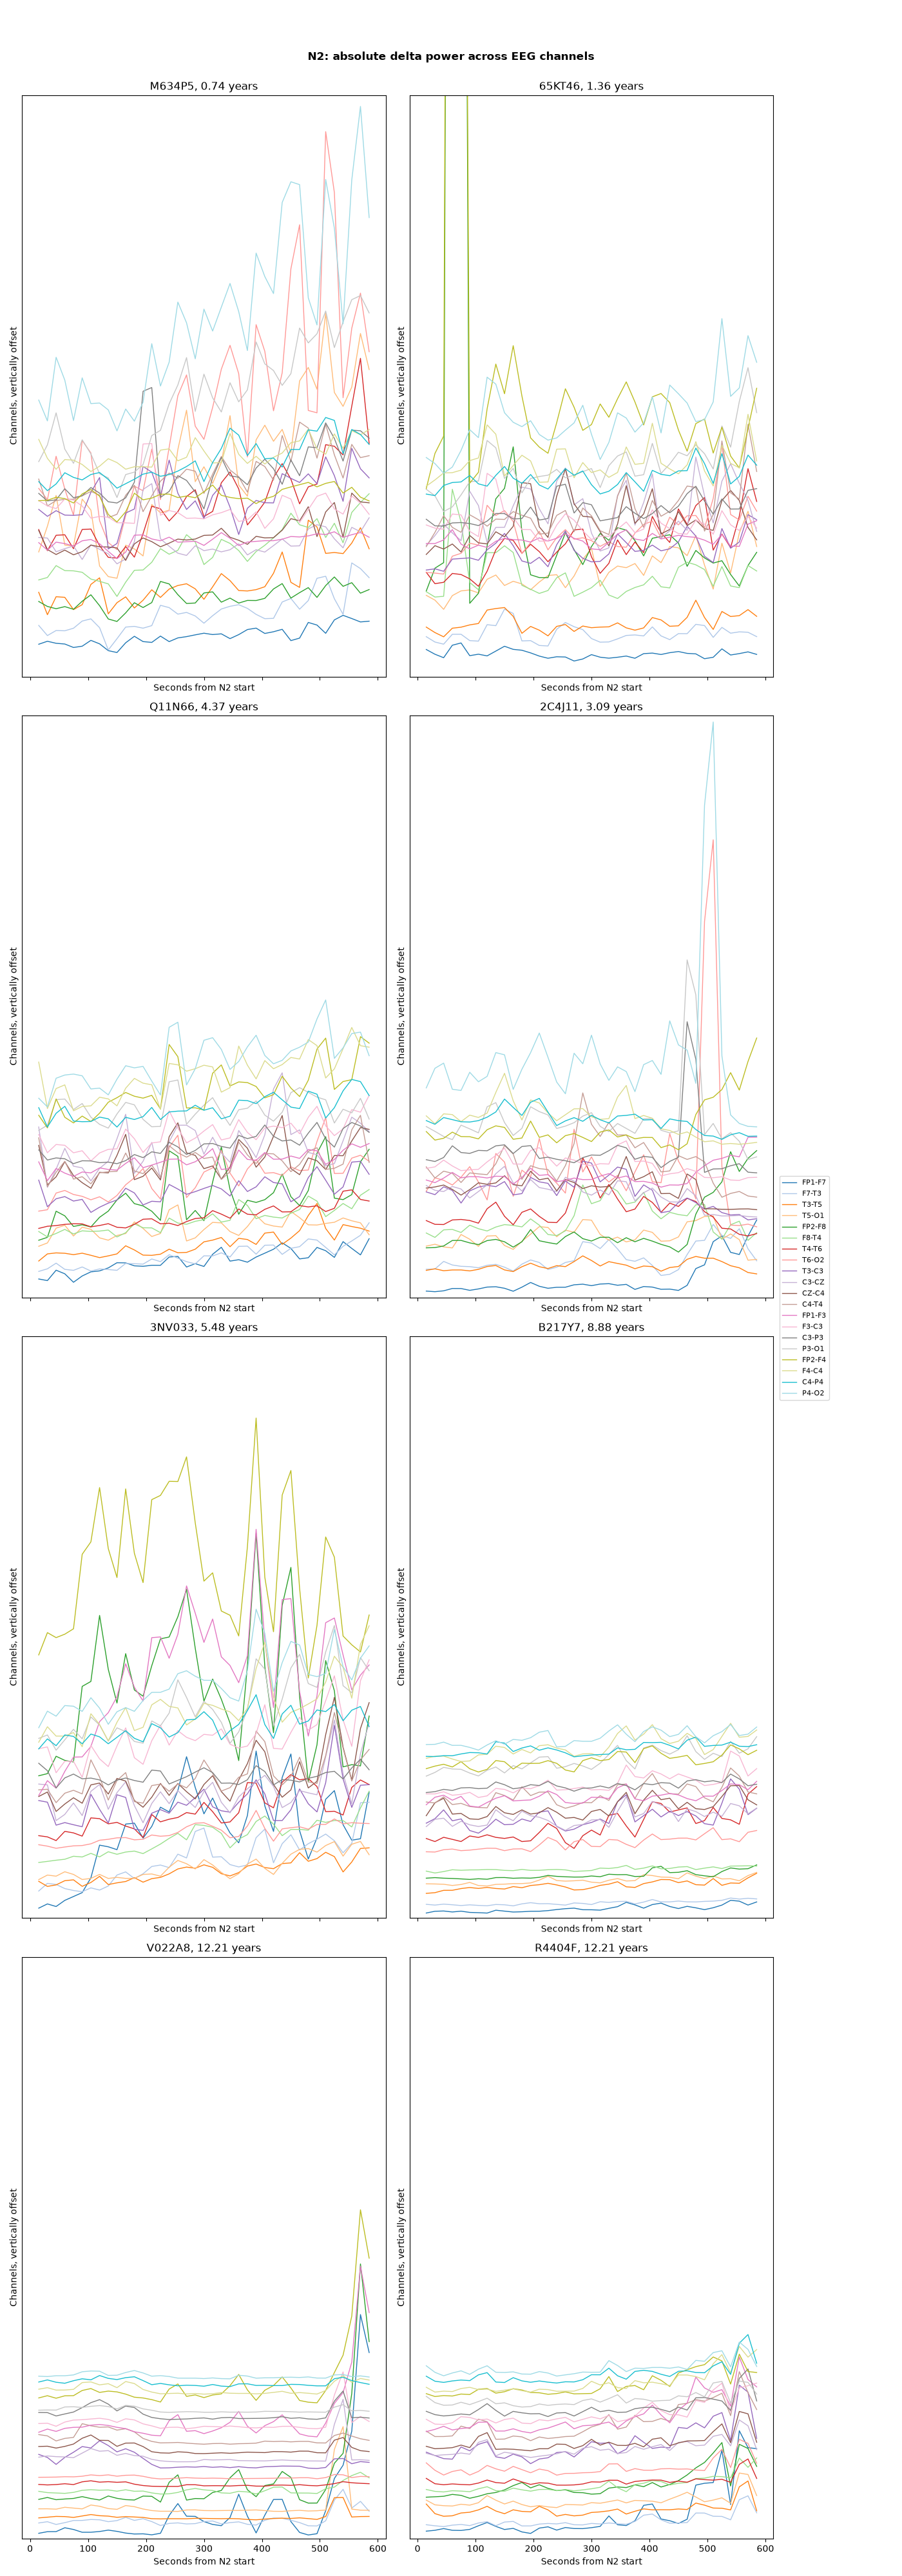 N2: absolute delta power across EEG channels
M634P5, 0.74 years
65KT46, 1.36 years
Channels, vertically offset
Channels, vertically offset
Seconds from N2 start
Seconds from N2 start
Q11N66, 4.37 years
2C4J11, 3.09 years
Channels, vertically offset
Channels, vertically offset
FP1-F7
F7-T3
T3-T5
T5-O1
FP2-F8
F8-T4
T4-T6
T6-O2
T3-C3
C3-CZ
CZ-C4
C4-T4
FP1-F3
F3-C3
C3-P3
P3-O1
FP2-F4
F4-C4
C4-P4
P4-O2
Seconds from N2 start
Seconds from N2 start
3NV033, 5.48 years
B217Y7, 8.88 years
Channels, vertically offset
Channels, vertically offset
Seconds from N2 start
Seconds from N2 start
V022A8, 12.21 years
R4404F, 12.21 years
Channels, vertically offset
Channels, vertically offset
0 100 200 300 400 500 600
0 100 200 300 400 500 600
Seconds from N2 start
Seconds from N2 start